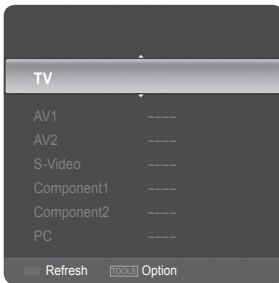 TV
AV1 ----
AV2 ----
S-Video ----
Component1 ----
Component2 ----
PC ----
Refresh TOOLS Option